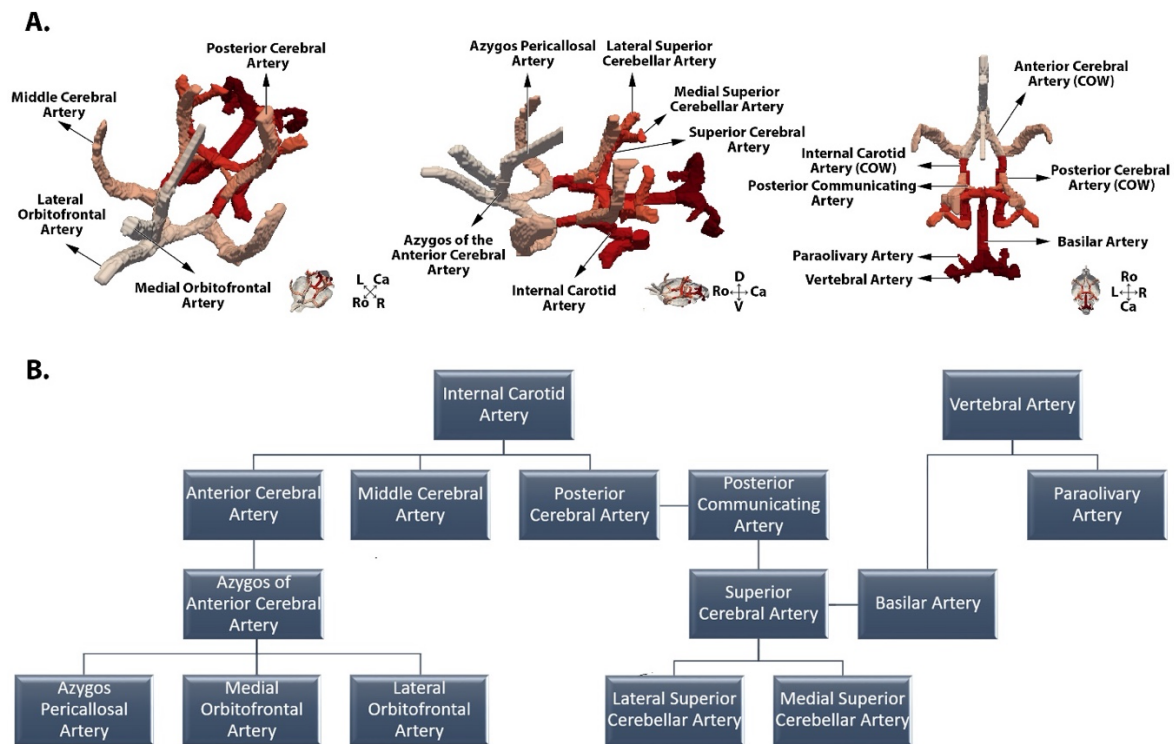 A.
Posterior Cerebral
Artery
Middle Cerebral
Artery
Lateral
Orbitofrontal
Artery
Medial Orbitofrontal
Artery
L Ca
Ro R
Azygos Pericallosal
Artery
Lateral Superior
Cerebellar Artery
Medial Superior
Cerebellar Artery
Superior Cerebral
Artery
Azygos of the
Anterior Cerebral
Artery
Internal Carotid
Artery
D
Ro Ca
V
Anterior Cerebral
Artery (COW)
Internal Carotid
Artery (COW)
Posterior Communicating
Artery
Posterior Cerebral
Artery (COW)
Basilar Artery
Paraolivary Artery
Vertebral Artery
Ro
L R
Ca
B.
Internal Carotid
Artery
Vertebral Artery
Anterior Cerebral
Artery
Middle Cerebral
Artery
Posterior
Cerebral Artery
Posterior
Communicating
Artery
Paraolivary
Artery
Azygos of
Anterior Cerebral
Artery
Superior
Cerebral Artery
Basilar Artery
Azygos
Pericallosal
Artery
Medial
Orbitofrontal
Artery
Lateral
Orbitofrontal
Artery
Lateral Superior
Cerebellar Artery
Medial Superior
Cerebellar Artery